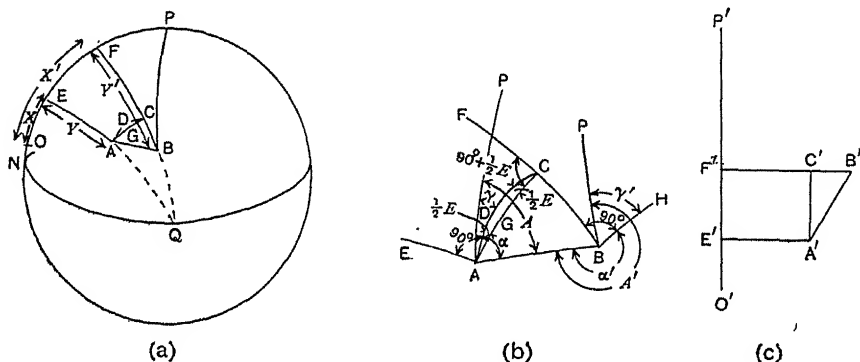 P
F
X'
Y'
E
C
X
D
G
Y
A
B
O
N
Q
(a)
P
F
P
C
90°+½E
γ'
γ
½E
H
½E
D
G
A
90°
90°
α
E
A
B
α'
A'
(b)
P'
F'
C'
B'
E'
A'
O'
(c)